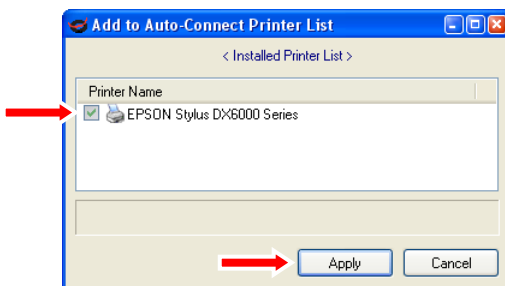 Add to Auto-Connect Printer List
< Installed Printer List >
Printer Name
EPSON Stylus DX6000 Series
Apply
Cancel